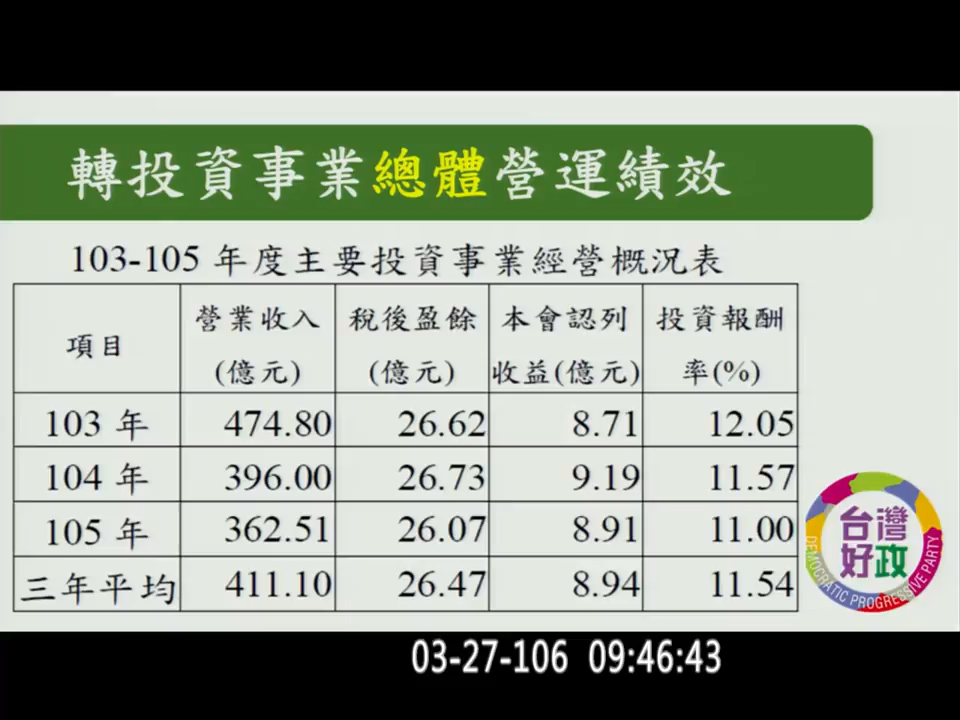 轉投資事業總體營運績效
103-105 年度主要投資事業經營概況表
項目 營業收入(億元) 稅後盈餘(億元) 本會認列收益(億元) 投資報酬率(%)
103 年 474.80 26.62 8.71 12.05
104 年 396.00 26.73 9.19 11.57
105 年 362.51 26.07 8.91 11.00
三年平均 411.10 26.47 8.94 11.54
台灣
好政
DEMOCRATIC PROGRESSIVE PARTY
03-27-106 09:46:43